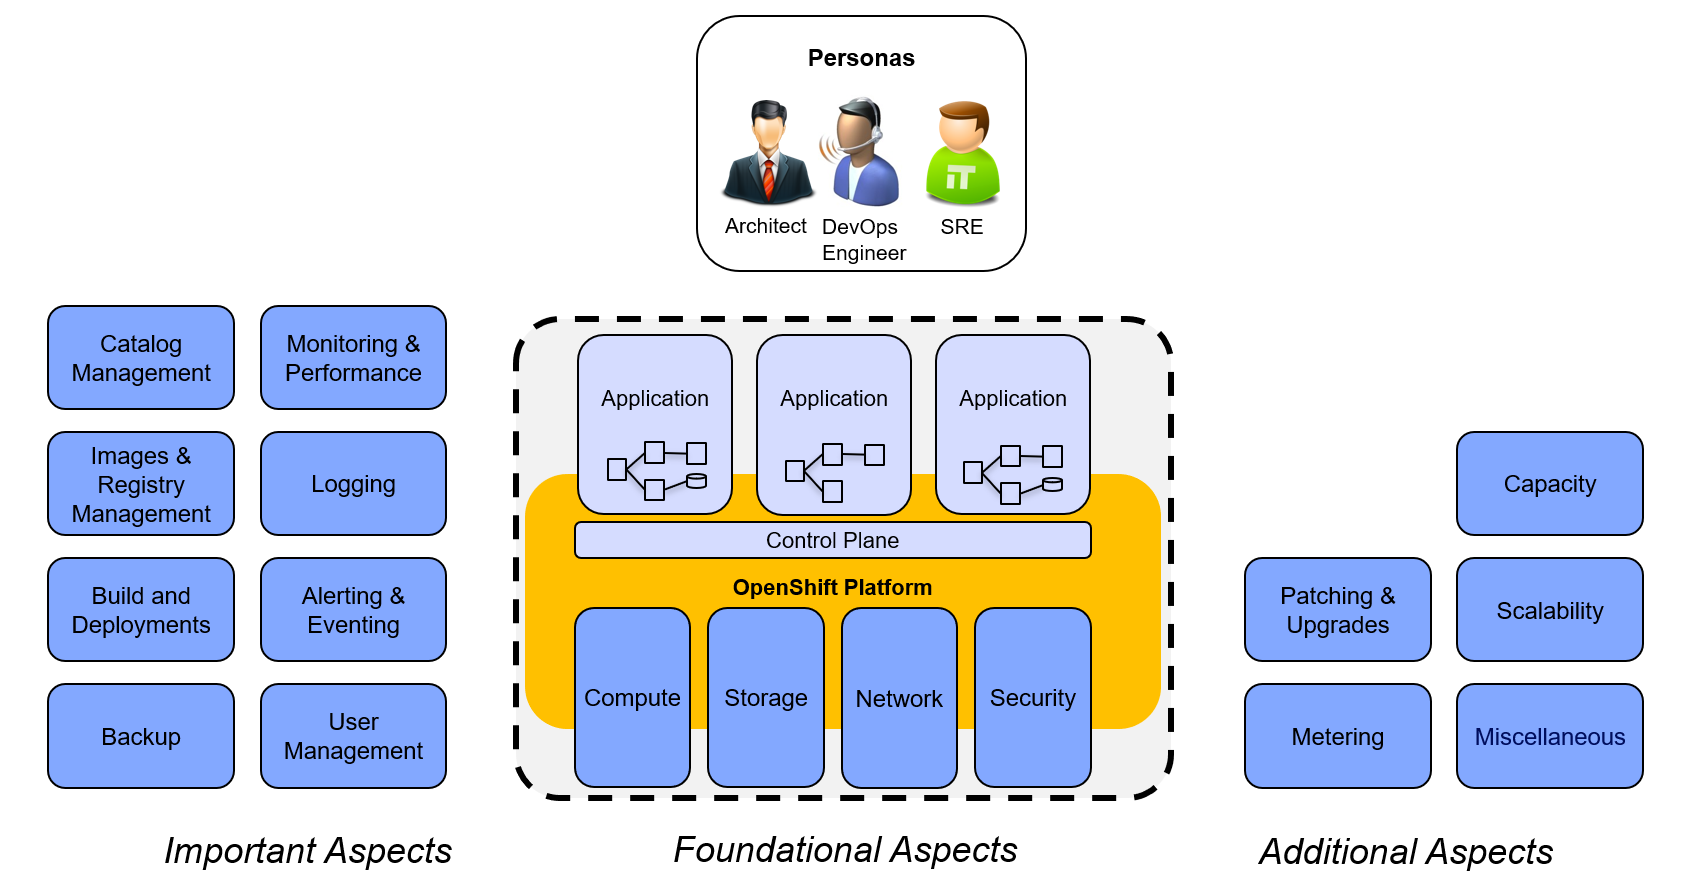 Personas
iT
Architect
DevOps
Engineer
SRE
Catalog
Management
Monitoring &
Performance
Images &
Registry
Management
Logging
Build and
Deployments
Alerting &
Eventing
Backup
User
Management
Important Aspects
Application
Application
Application
Control Plane
OpenShift Platform
Compute
Storage
Network
Security
Foundational Aspects
Capacity
Patching &
Upgrades
Scalability
Metering
Miscellaneous
Additional Aspects